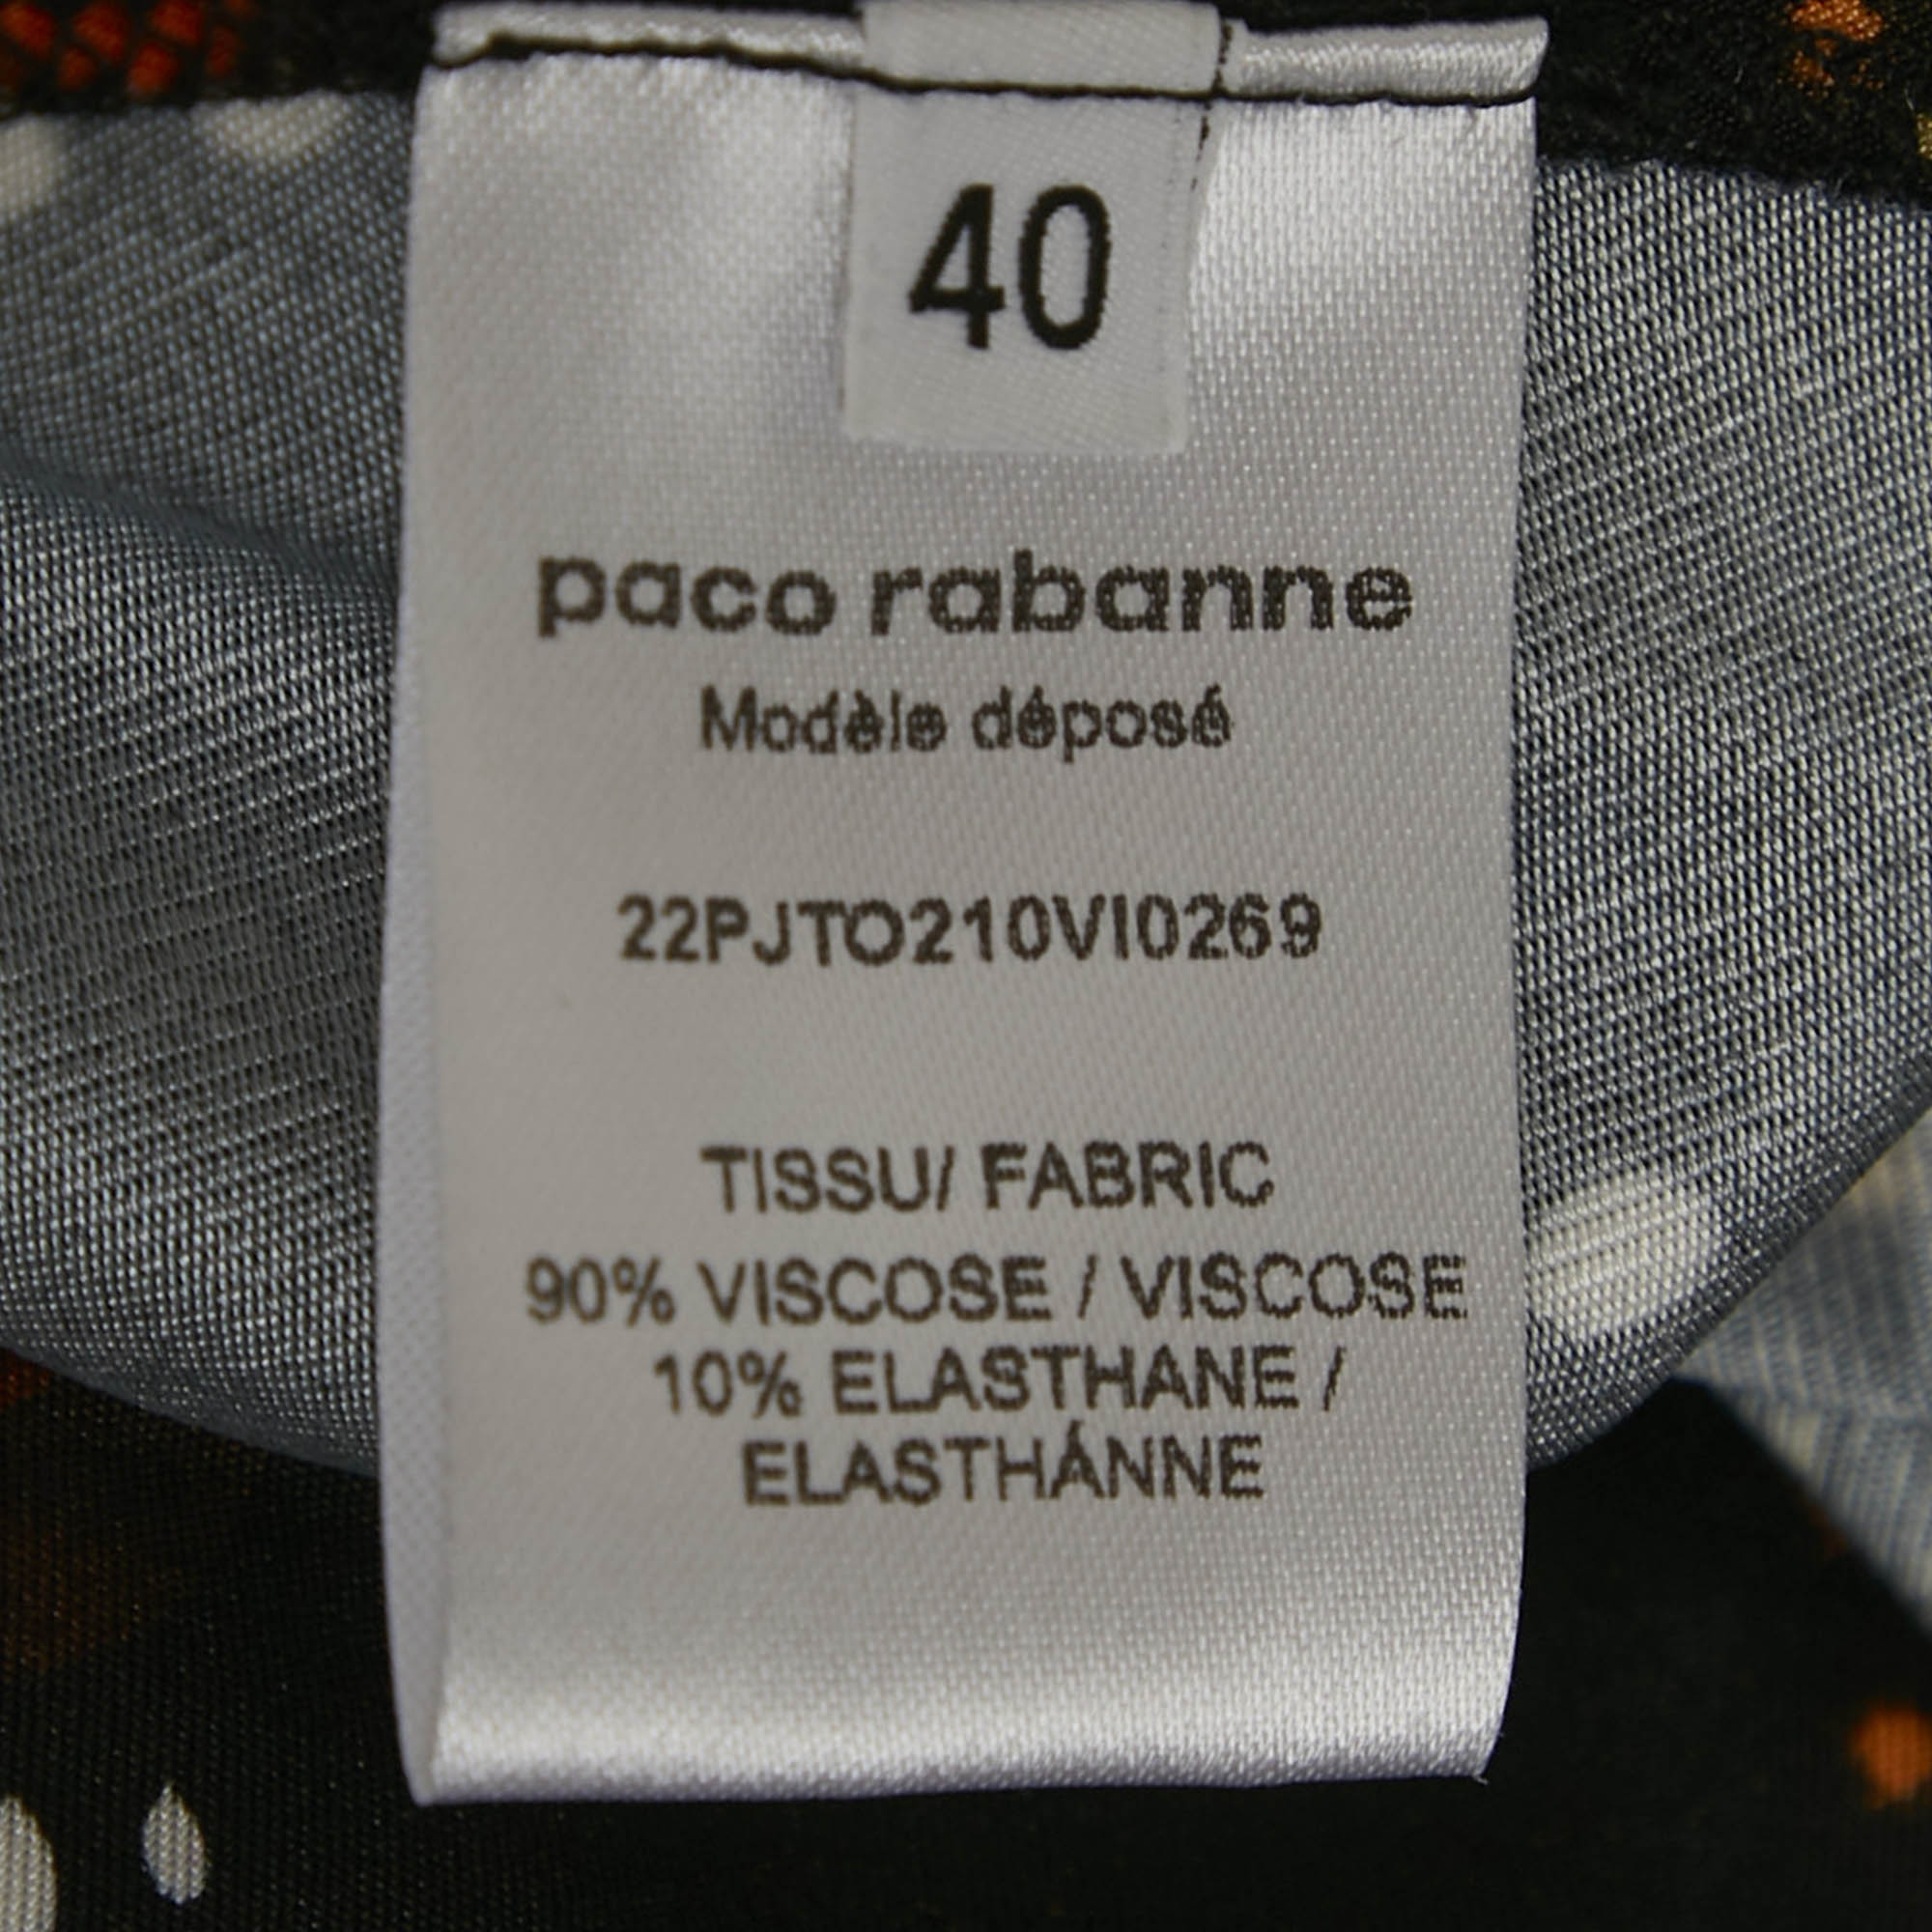 40
paco rabanne
Modèle déposé
22PJTO210VI0269
TISSU/ FABRIC
90% VISCOSE / VISCOSE
10% ELASTHANE /
ELASTHÁNNE